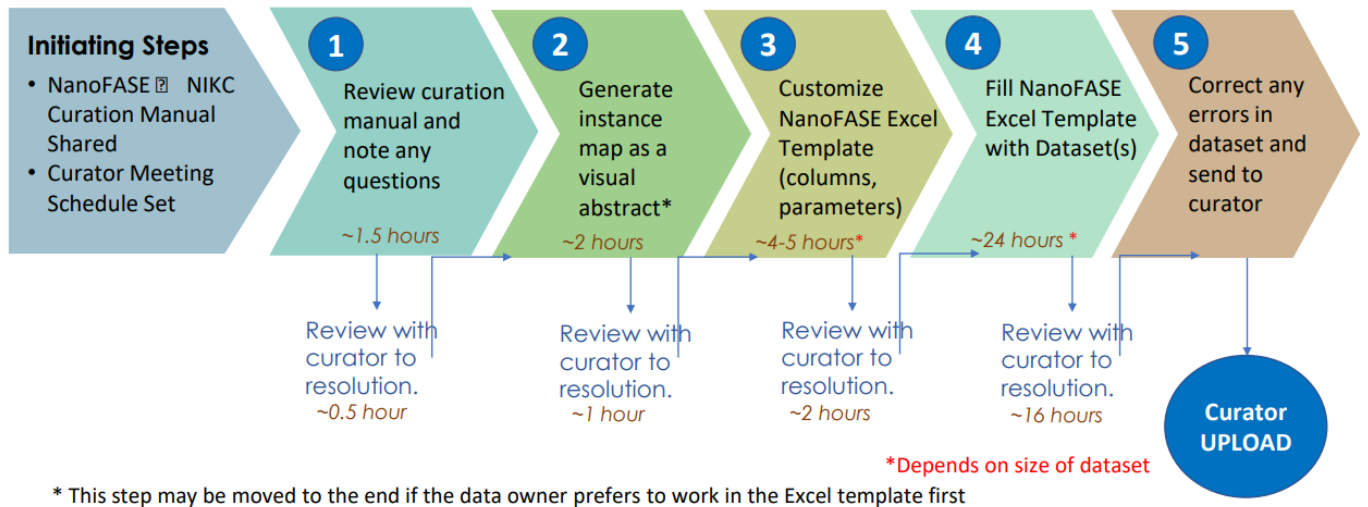 Initiating Steps
• NanoFASE � NIKC
Curation Manual
Shared
• Curator Meeting
Schedule Set
1
Review curation
manual and
note any
questions
~1.5 hours
2
Generate
instance
map as a
visual
abstract*
~2 hours
3
Customize
NanoFASE Excel
Template
(columns,
parameters)
~4-5 hours*
4
Fill NanoFASE
Excel Template
with Dataset(s)
~24 hours *
5
Correct any
errors in
dataset and
send to
curator
Review with
curator to
resolution.
~0.5 hour
Review with
curator to
resolution.
~1 hour
Review with
curator to
resolution.
~2 hours
Review with
curator to
resolution.
~16 hours
Curator
UPLOAD
*Depends on size of dataset
* This step may be moved to the end if the data owner prefers to work in the Excel template first